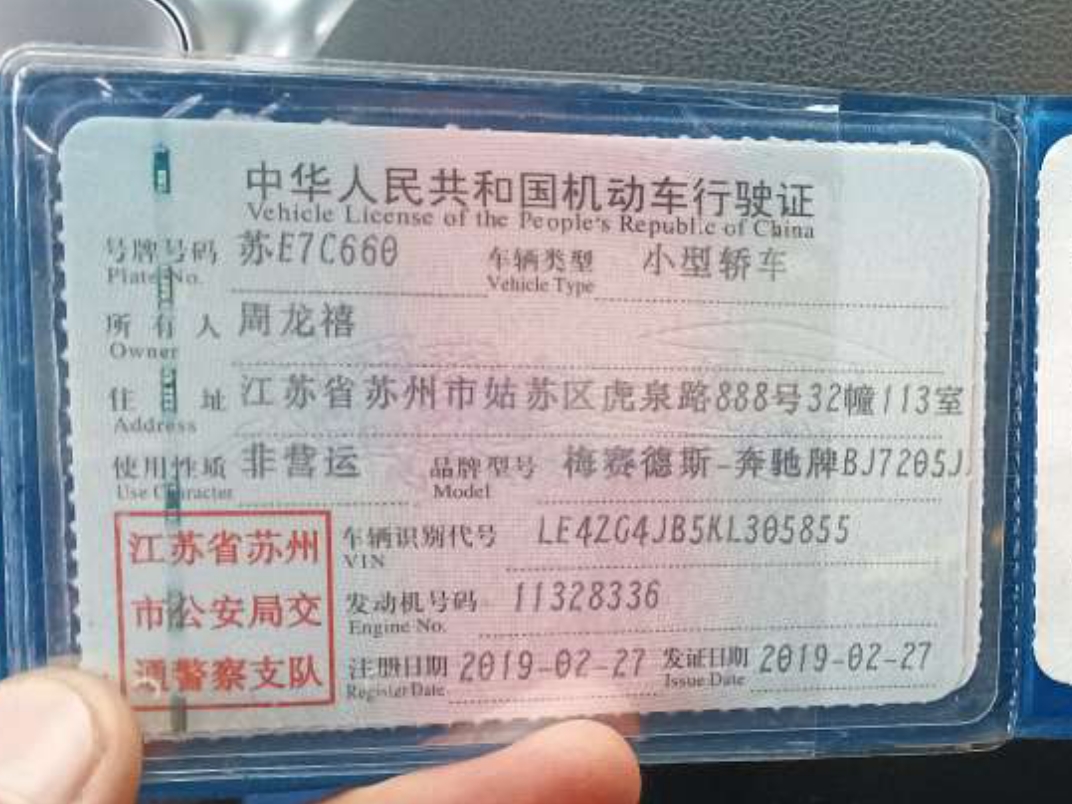 中华人民共和国机动车行驶证
Vehicle License of the People's Republic of China
号牌号码 苏E7C660 车辆类型 小型轿车
Plate No. Vehicle Type
所有人 周龙禧
Owner
住址 江苏省苏州市姑苏区虎泉路888号32幢113室
Address
使用性质 非营运 品牌型号 梅赛德斯-奔驰牌BJ7205J
Use Character Model
江苏省苏州 车辆识别代号 LE4ZG4JB5KL305855
VIN
市公安局交 发动机号码 11328336
Engine No.
通警察支队 注册日期 2019-02-27 发证日期 2019-02-27
Register Date Issue Date